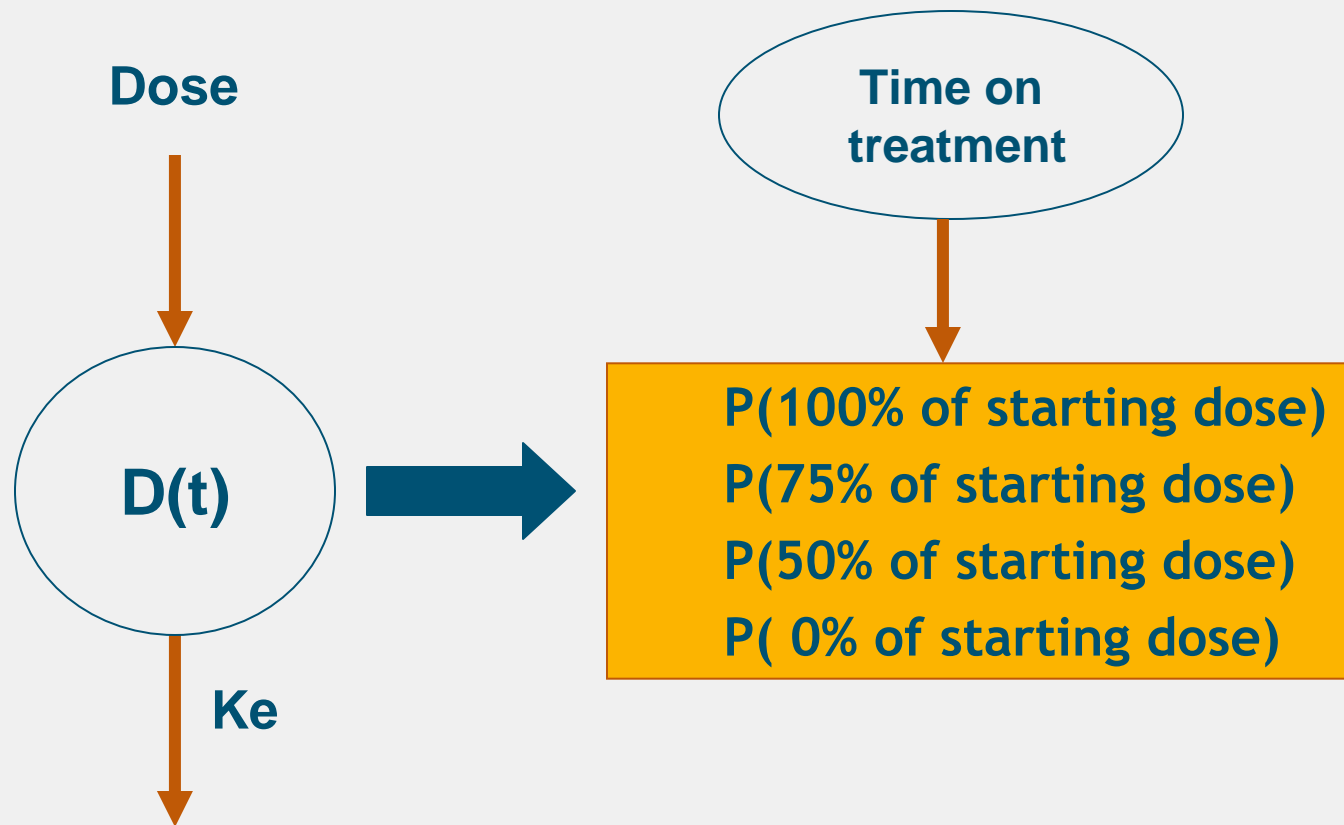 Dose
Time on
treatment
D(t)
P(100% of starting dose)
P(75% of starting dose)
P(50% of starting dose)
P( 0% of starting dose)
Ke